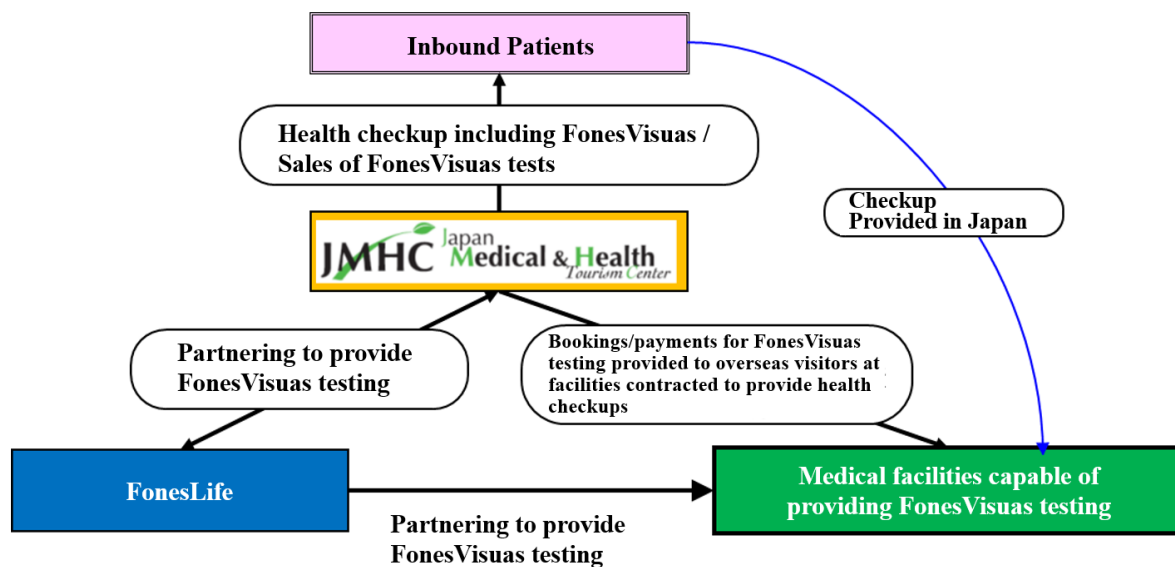 Inbound Patients
Health checkup including FonesVisuas /
Sales of FonesVisuas tests
Checkup
Provided in Japan
JMHC Japan
Medical & Health
Tourism Center
Partnering to provide
FonesVisuas testing
Bookings/payments for FonesVisuas
testing provided to overseas visitors at
facilities contracted to provide health
checkups
FonesLife
Medical facilities capable of
providing FonesVisuas testing
Partnering to provide
FonesVisuas testing